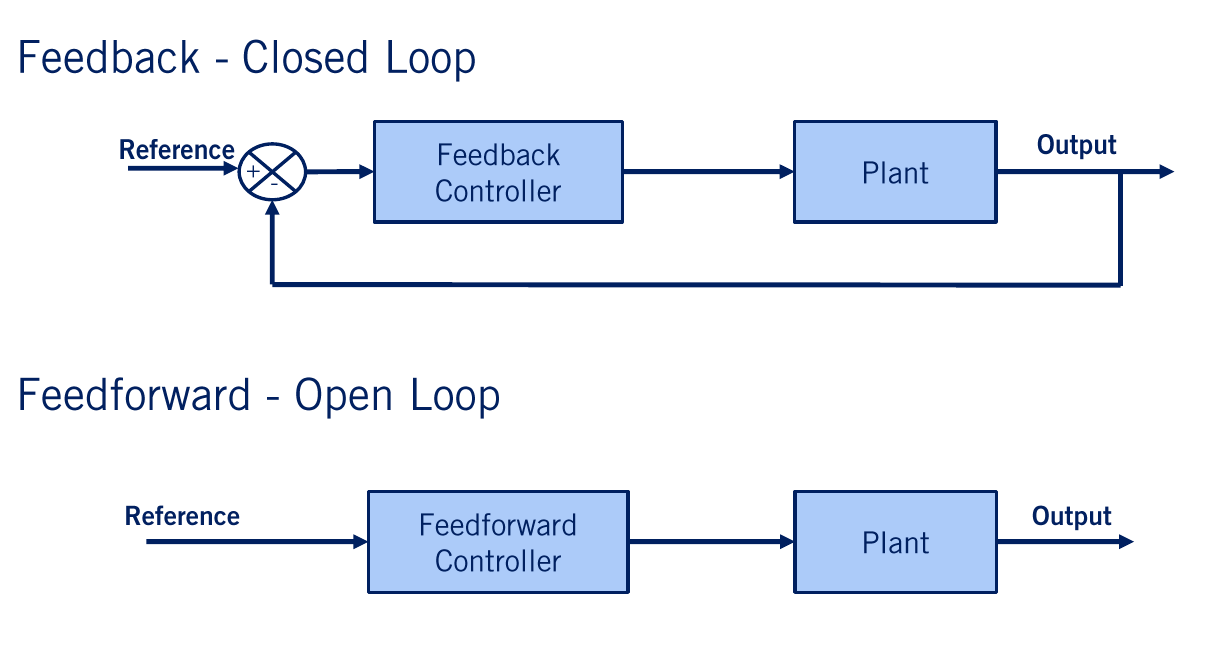 Feedback - Closed Loop
Reference
+
-
Feedback
Controller
Plant
Output
Feedforward - Open Loop
Reference
Feedforward
Controller
Plant
Output